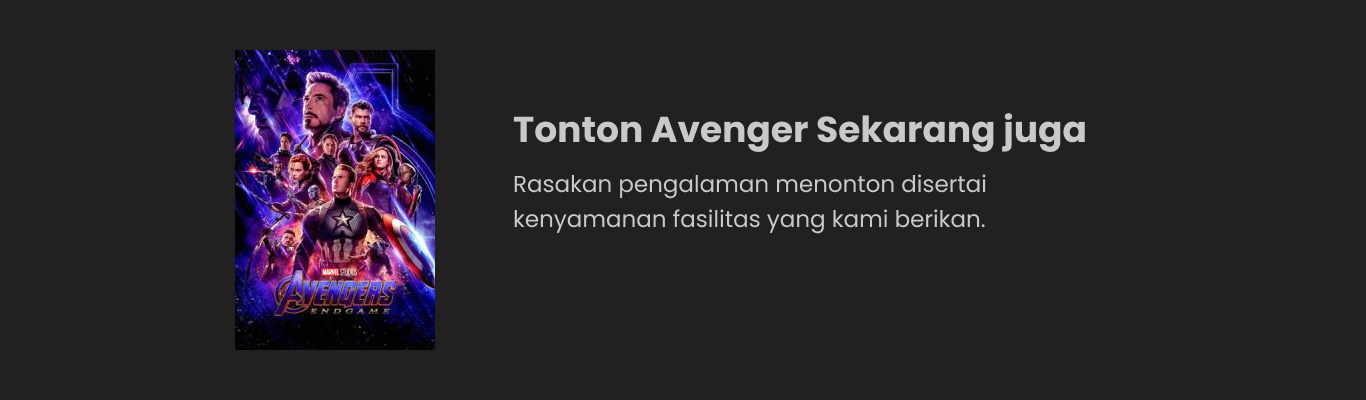 Tonton Avenger Sekarang juga
Rasakan pengalaman menonton disertai
kenyamanan fasilitas yang kami berikan.
MARVEL STUDIOS
AVENGERS
ENDGAME